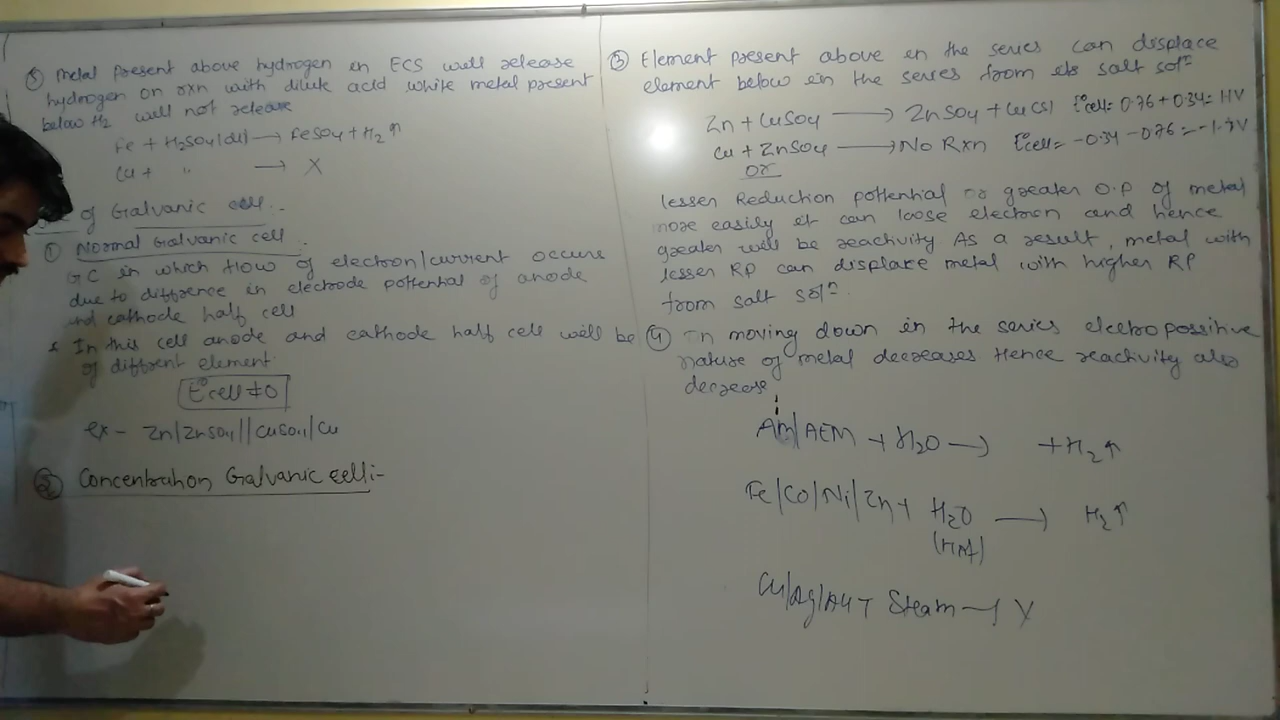 ⑤ Metal present above hydrogen in ECS will release
hydrogen on rxn with dilute acid while metal present
below H2 will not release
Fe + H2SO4(dil) → FeSO4 + H2↑
Cu + " → X
of Galvanic cell:-
① Normal Galvanic cell :
GC in which flow of electron/current occurs
due to diffrence in electrode pottential of anode
and cathode half cell
* In this cell anode and cathode half cell will be
of diffrent element.
E°cell ≠ 0
ex - Zn/ZnSO4//CuSO4/Cu
② Concentration Galvanic cell:-
③ Element present above in the series can displace
element below in the series from its salt solⁿ
Zn + CuSO4 → ZnSO4 + Cu(s) E°cell = 0.76 + 0.34 = 1.1V
Cu + ZnSO4 → No Rxn E°cell = -0.34 - 0.76 = -1.1V
or
lesser Reduction pottential or greater O.P of metal
more easily it can loose electron and hence
greater will be reactivity As a result, metal with
lesser RP can displace metal with higher RP
from salt solⁿ.
④ On moving down in the series electropossitive
nature of metal decreases Hence reactivity also
decrease
AM/AEM + H2O → + H2↑
Fe/Co/Ni/Zn + H2O → H2↑
(Hot)
Cu/Ag/Au + Steam → X